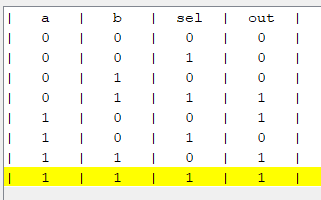 |   a   |   b   |  sel  |  out  |
|   0   |   0   |   0   |   0   |
|   0   |   0   |   1   |   0   |
|   0   |   1   |   0   |   0   |
|   0   |   1   |   1   |   1   |
|   1   |   0   |   0   |   1   |
|   1   |   0   |   1   |   0   |
|   1   |   1   |   0   |   1   |
|   1   |   1   |   1   |   1   |